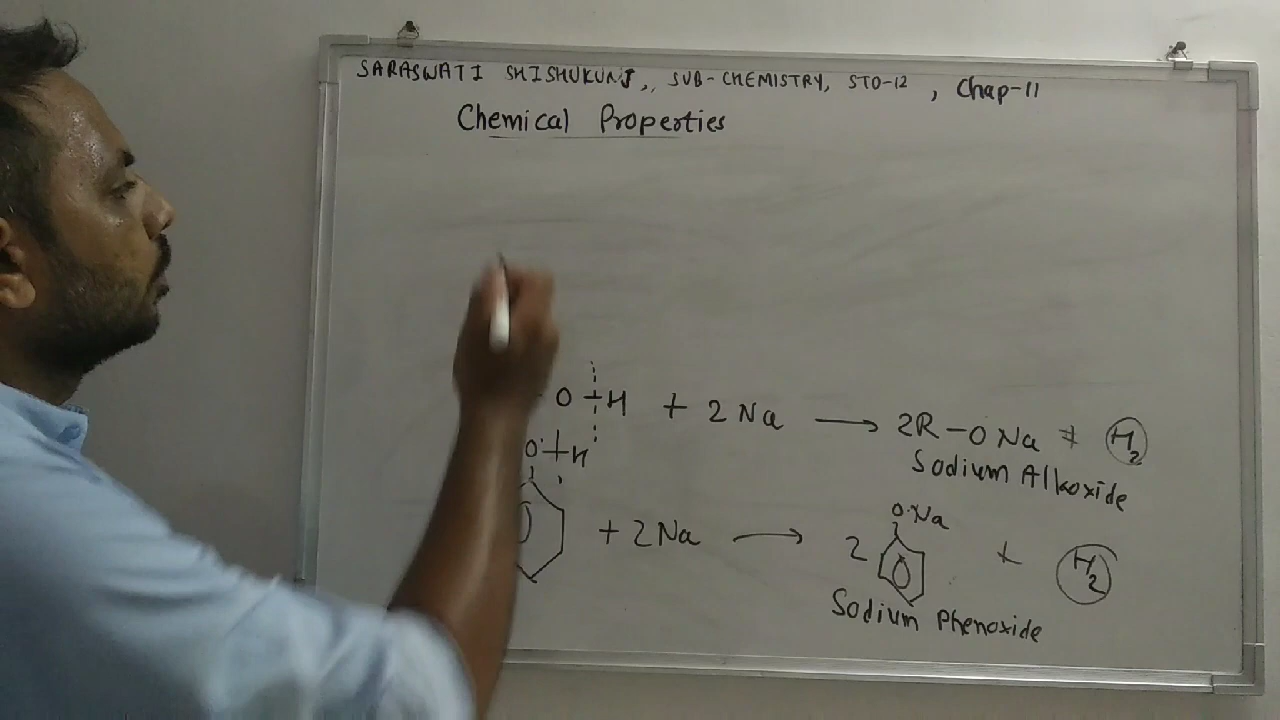 SARASWATI SHISHUKUNJ,, SUB-CHEMISTRY, STD-12, Chap-11
Chemical Properties
O-H + 2Na → 2R-ONa + H₂
Sodium Alkoxide
O-H
+ 2Na → 2 + H₂
O·Na
Sodium Phenoxide